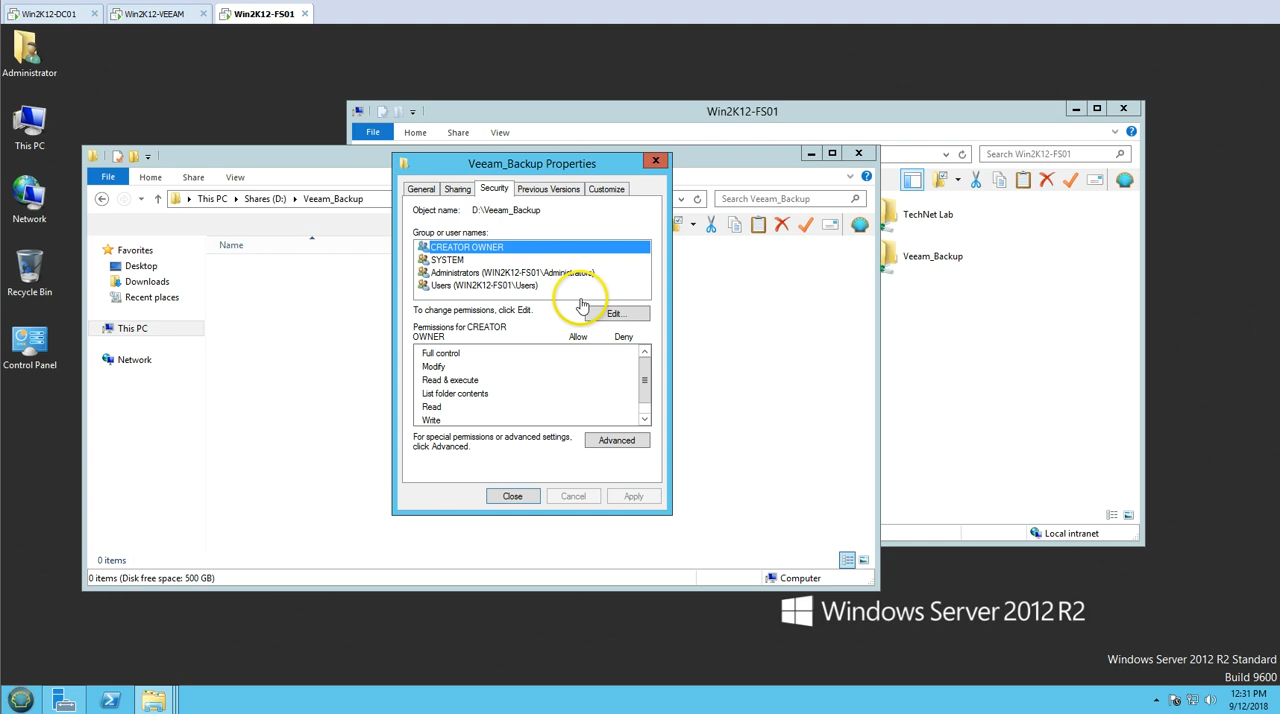 Win2K12-DC01
Win2K12-VEEAM
Win2K12-FS01
Administrator
This PC
Network
Recycle Bin
Control Panel
Win2K12-FS01
File Home Share View
Search Win2K12-FS01
TechNet Lab
Veeam_Backup
Local intranet
File Home Share View
This PC Shares (D:) Veeam_Backup
Search Veeam_Backup
Favorites
Desktop
Downloads
Recent places
This PC
Network
Name
0 items
0 items (Disk free space: 500 GB)
Computer
Veeam_Backup Properties
General Sharing Security Previous Versions Customize
Object name: D:\Veeam_Backup
Group or user names:
CREATOR OWNER
SYSTEM
Administrators (WIN2K12-FS01\Administrators)
Users (WIN2K12-FS01\Users)
To change permissions, click Edit.
Edit...
Permissions for CREATOR
OWNER Allow Deny
Full control
Modify
Read & execute
List folder contents
Read
Write
For special permissions or advanced settings,
click Advanced.
Advanced
Close Cancel Apply
Windows Server 2012 R2
Windows Server 2012 R2 Standard
Build 9600
12:31 PM
9/12/2018